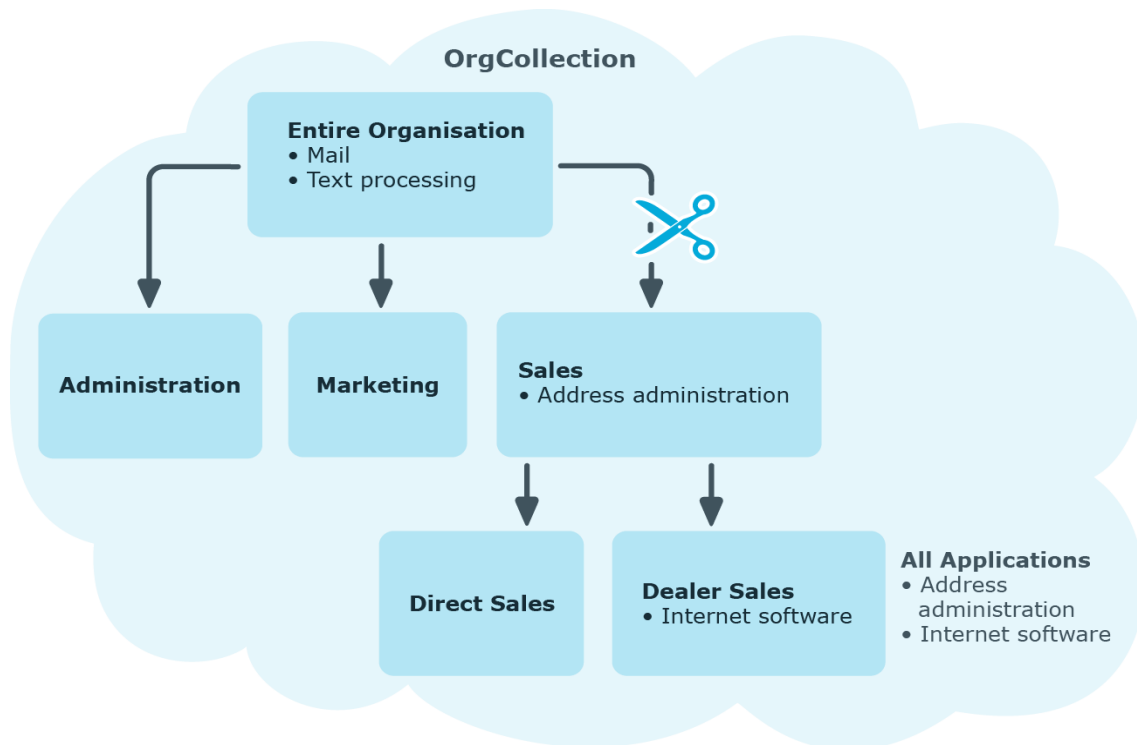 OrgCollection
Entire Organisation
• Mail
• Text processing
Administration
Marketing
Sales
• Address administration
Direct Sales
Dealer Sales
• Internet software
All Applications
• Address
administration
• Internet software